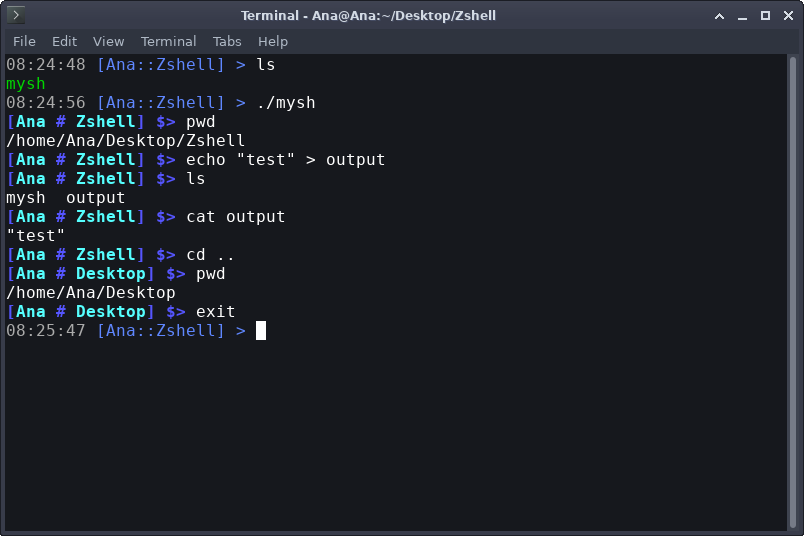 Terminal - Ana@Ana:~/Desktop/Zshell
File Edit View Terminal Tabs Help
08:24:48 [Ana::Zshell] > ls
mysh
08:24:56 [Ana::Zshell] > ./mysh
[Ana # Zshell] $> pwd
/home/Ana/Desktop/Zshell
[Ana # Zshell] $> echo "test" > output
[Ana # Zshell] $> ls
mysh  output
[Ana # Zshell] $> cat output
"test"
[Ana # Zshell] $> cd ..
[Ana # Desktop] $> pwd
/home/Ana/Desktop
[Ana # Desktop] $> exit
08:25:47 [Ana::Zshell] >